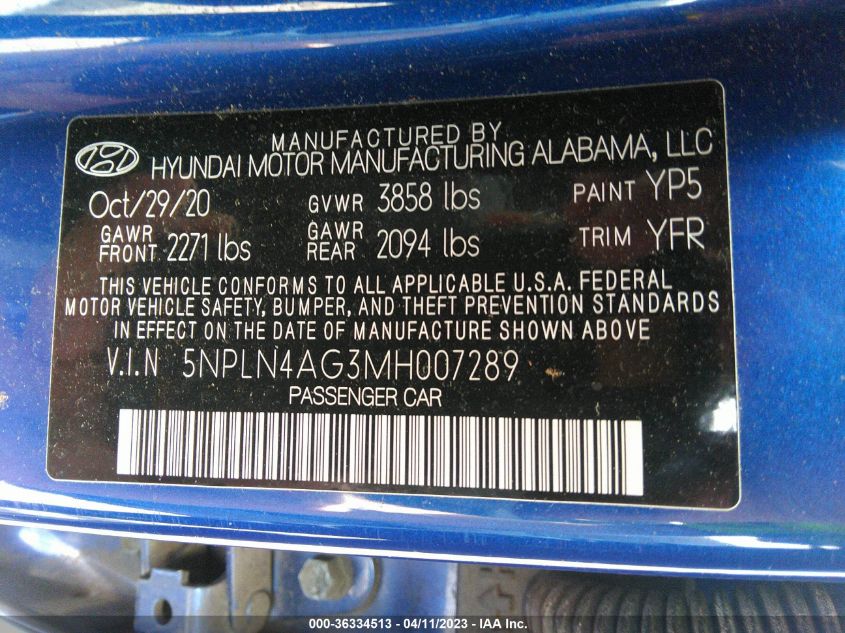 MANUFACTURED BY
HYUNDAI MOTOR MANUFACTURING ALABAMA, LLC
Oct/29/20 GVWR 3858 lbs PAINT YP5
GAWR FRONT 2271 lbs GAWR REAR 2094 lbs TRIM YFR
THIS VEHICLE CONFORMS TO ALL APPLICABLE U.S.A. FEDERAL
MOTOR VEHICLE SAFETY, BUMPER, AND THEFT PREVENTION STANDARDS
IN EFFECT ON THE DATE OF MANUFACTURE SHOWN ABOVE
V.I.N 5NPLN4AG3MH007289
PASSENGER CAR
000-36334513 - 04/11/2023 - IAA Inc.